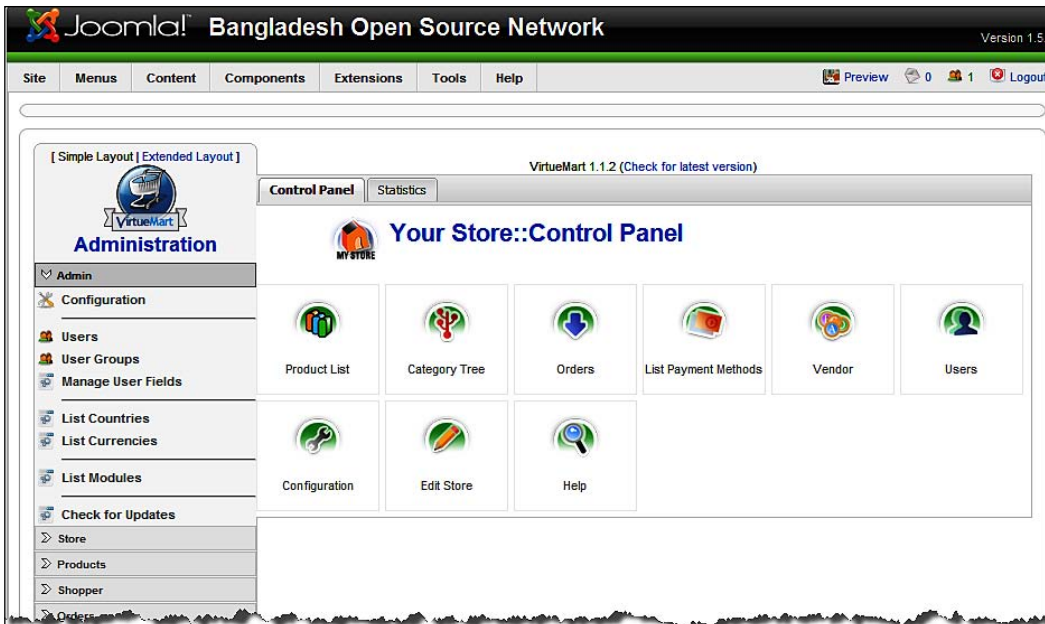 Joomla!™ Bangladesh Open Source Network
Version 1.5.
Site Menus Content Components Extensions Tools Help Preview 0 1 Logout
[ Simple Layout | Extended Layout ]
VirtueMart
Administration
VirtueMart 1.1.2 (Check for latest version)
Control Panel Statistics
MY STORE
Your Store::Control Panel
Admin
Configuration
Users
User Groups
Manage User Fields
List Countries
List Currencies
List Modules
Check for Updates
Store
Products
Shopper
Orders
Product List
Category Tree
Orders
List Payment Methods
Vendor
Users
Configuration
Edit Store
Help